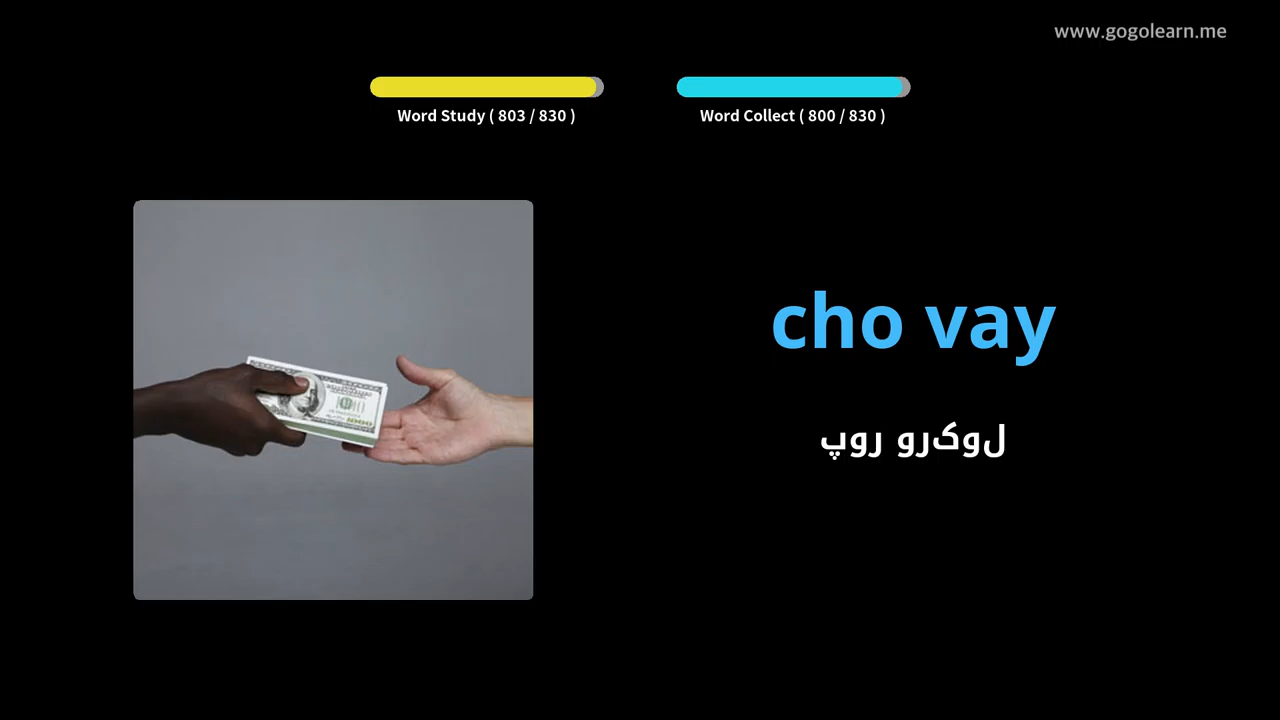 www.gogolearn.me
Word Study ( 803 / 830 )
Word Collect ( 800 / 830 )
cho vay
لوکرو روپ